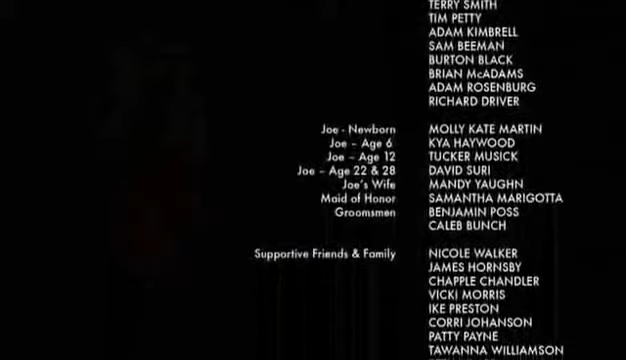 TERRY SMITH
TIM PETTY
ADAM KIMBRELL
SAM BEEMAN
BURTON BLACK
BRIAN McADAMS
ADAM ROSENBURG
RICHARD DRIVER
Joe - Newborn MOLLY KATE MARTIN
Joe – Age 6 KYA HAYWOOD
Joe – Age 12 TUCKER MUSICK
Joe – Age 22 & 28 DAVID SURI
Joe's Wife MANDY YAUGHN
Maid of Honor SAMANTHA MARIGOTTA
Groomsmen BENJAMIN POSS
CALEB BUNCH
Supportive Friends & Family NICOLE WALKER
JAMES HORNSBY
CHAPPLE CHANDLER
VICKI MORRIS
IKE PRESTON
CORRI JOHANSON
PATTY PAYNE
TAWANNA WILLIAMSON